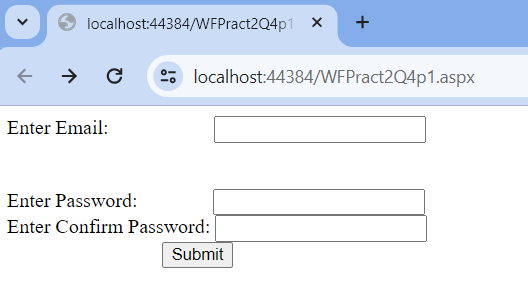 localhost:44384/WFPract2Q4p1
localhost:44384/WFPract2Q4p1.aspx
Enter Email:
Enter Password:
Enter Confirm Password:
Submit